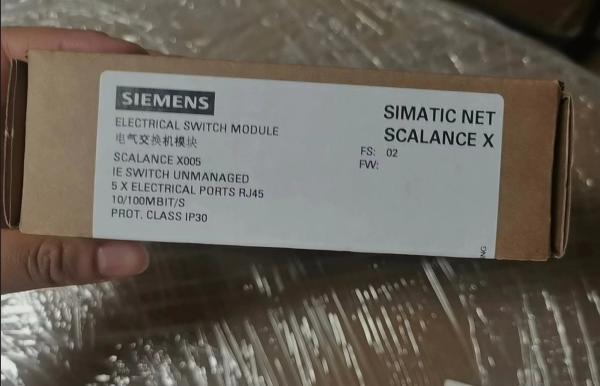 SIEMENS
ELECTRICAL SWITCH MODULE
电气交换机模块
SCALANCE X005
IE SWITCH UNMANAGED
5 X ELECTRICAL PORTS RJ45
10/100MBIT/S
PROT. CLASS IP30
SIMATIC NET
SCALANCE X
FS: 02
FW: